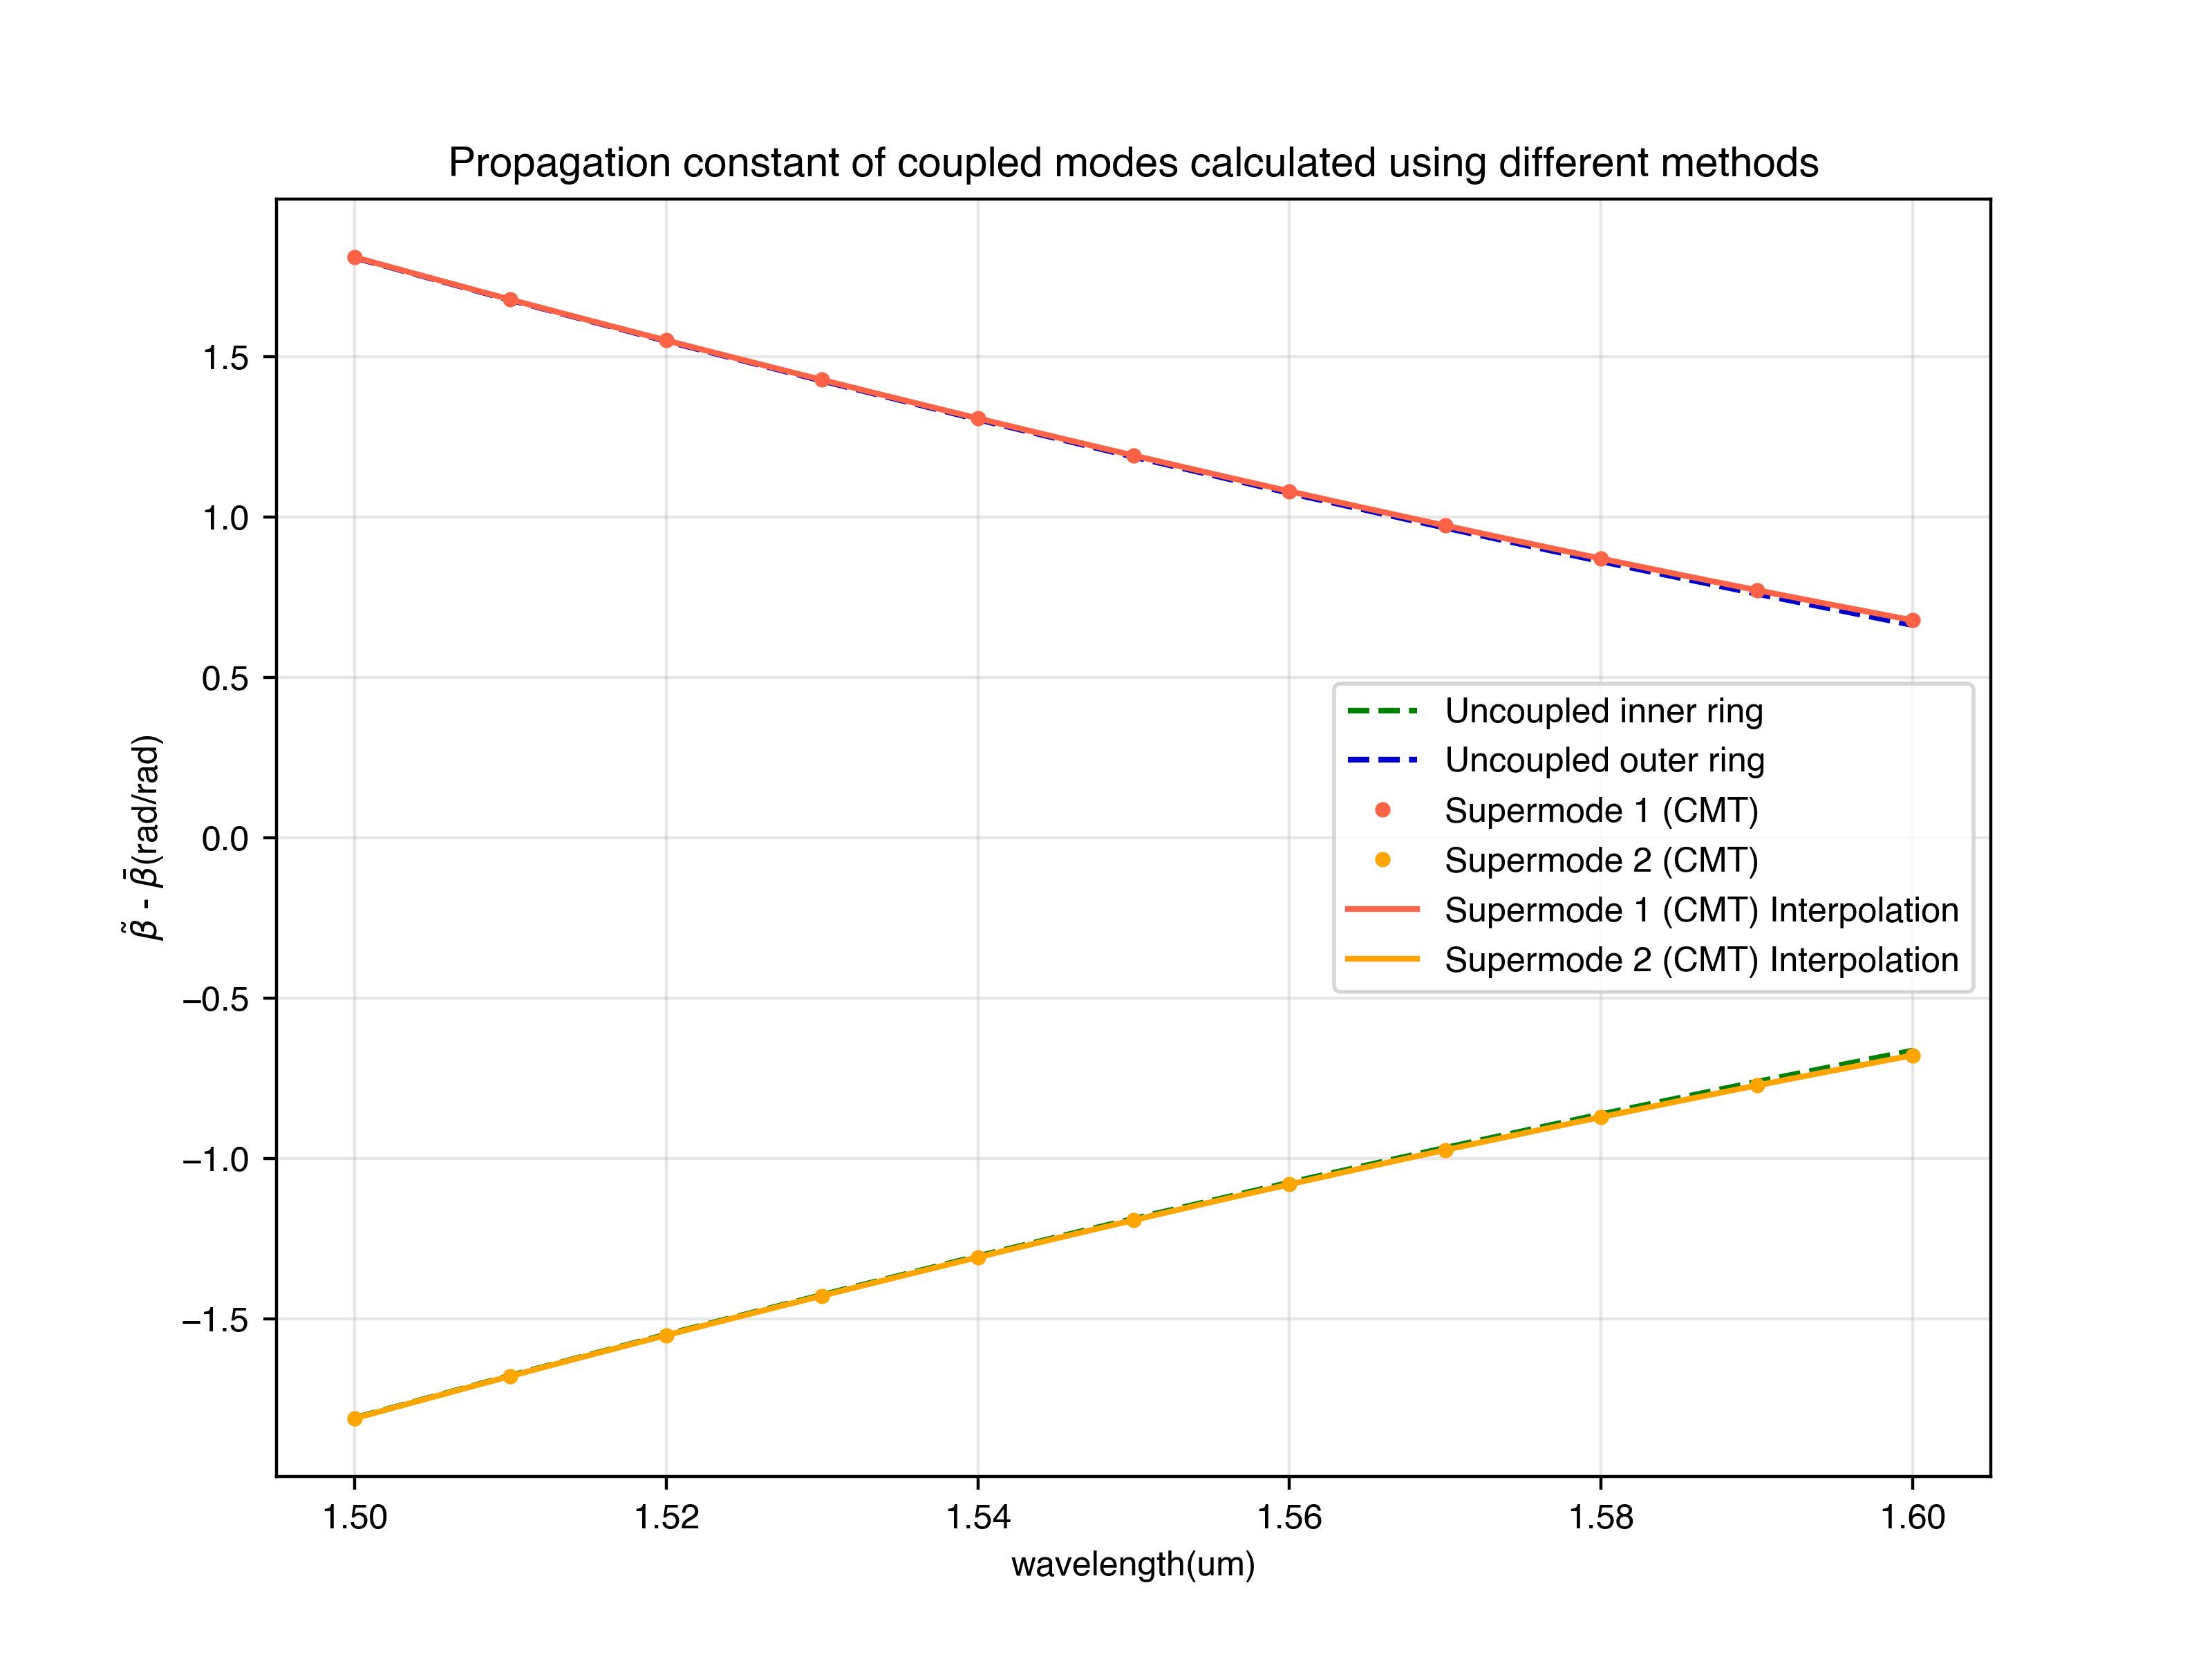 Propagation constant of coupled modes calculated using different methods
1.5
1.0
0.5
0.0
−0.5
−1.0
−1.5
β̃ - β̄(rad/rad)
Uncoupled inner ring
Uncoupled outer ring
Supermode 1 (CMT)
Supermode 2 (CMT)
Supermode 1 (CMT) Interpolation
Supermode 2 (CMT) Interpolation
1.50 1.52 1.54 1.56 1.58 1.60
wavelength(um)